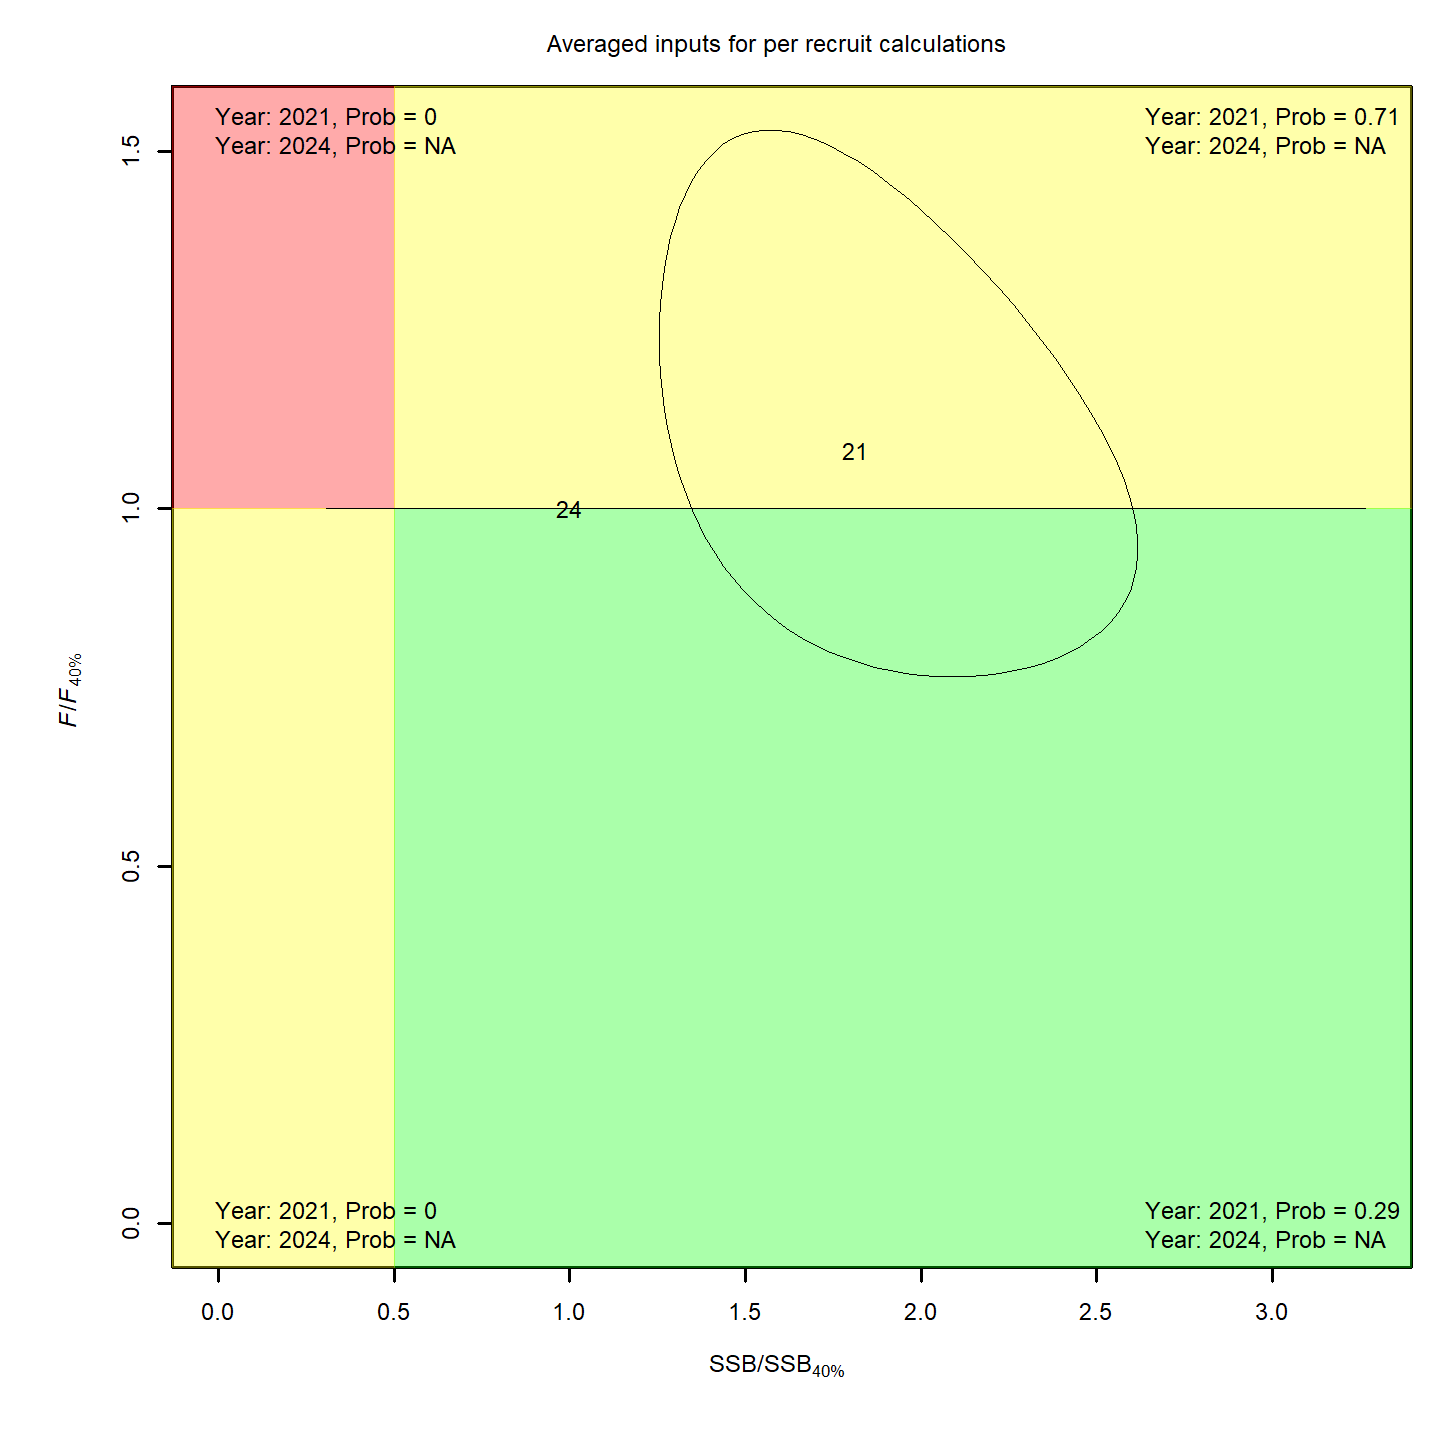 Averaged inputs for per recruit calculations
Year: 2021, Prob = 0
Year: 2024, Prob = NA
Year: 2021, Prob = 0.71
Year: 2024, Prob = NA
1.5
21
1.0
24
0.5
F/F40%
0.0
Year: 2021, Prob = 0
Year: 2024, Prob = NA
Year: 2021, Prob = 0.29
Year: 2024, Prob = NA
0.0 0.5 1.0 1.5 2.0 2.5 3.0
SSB/SSB40%